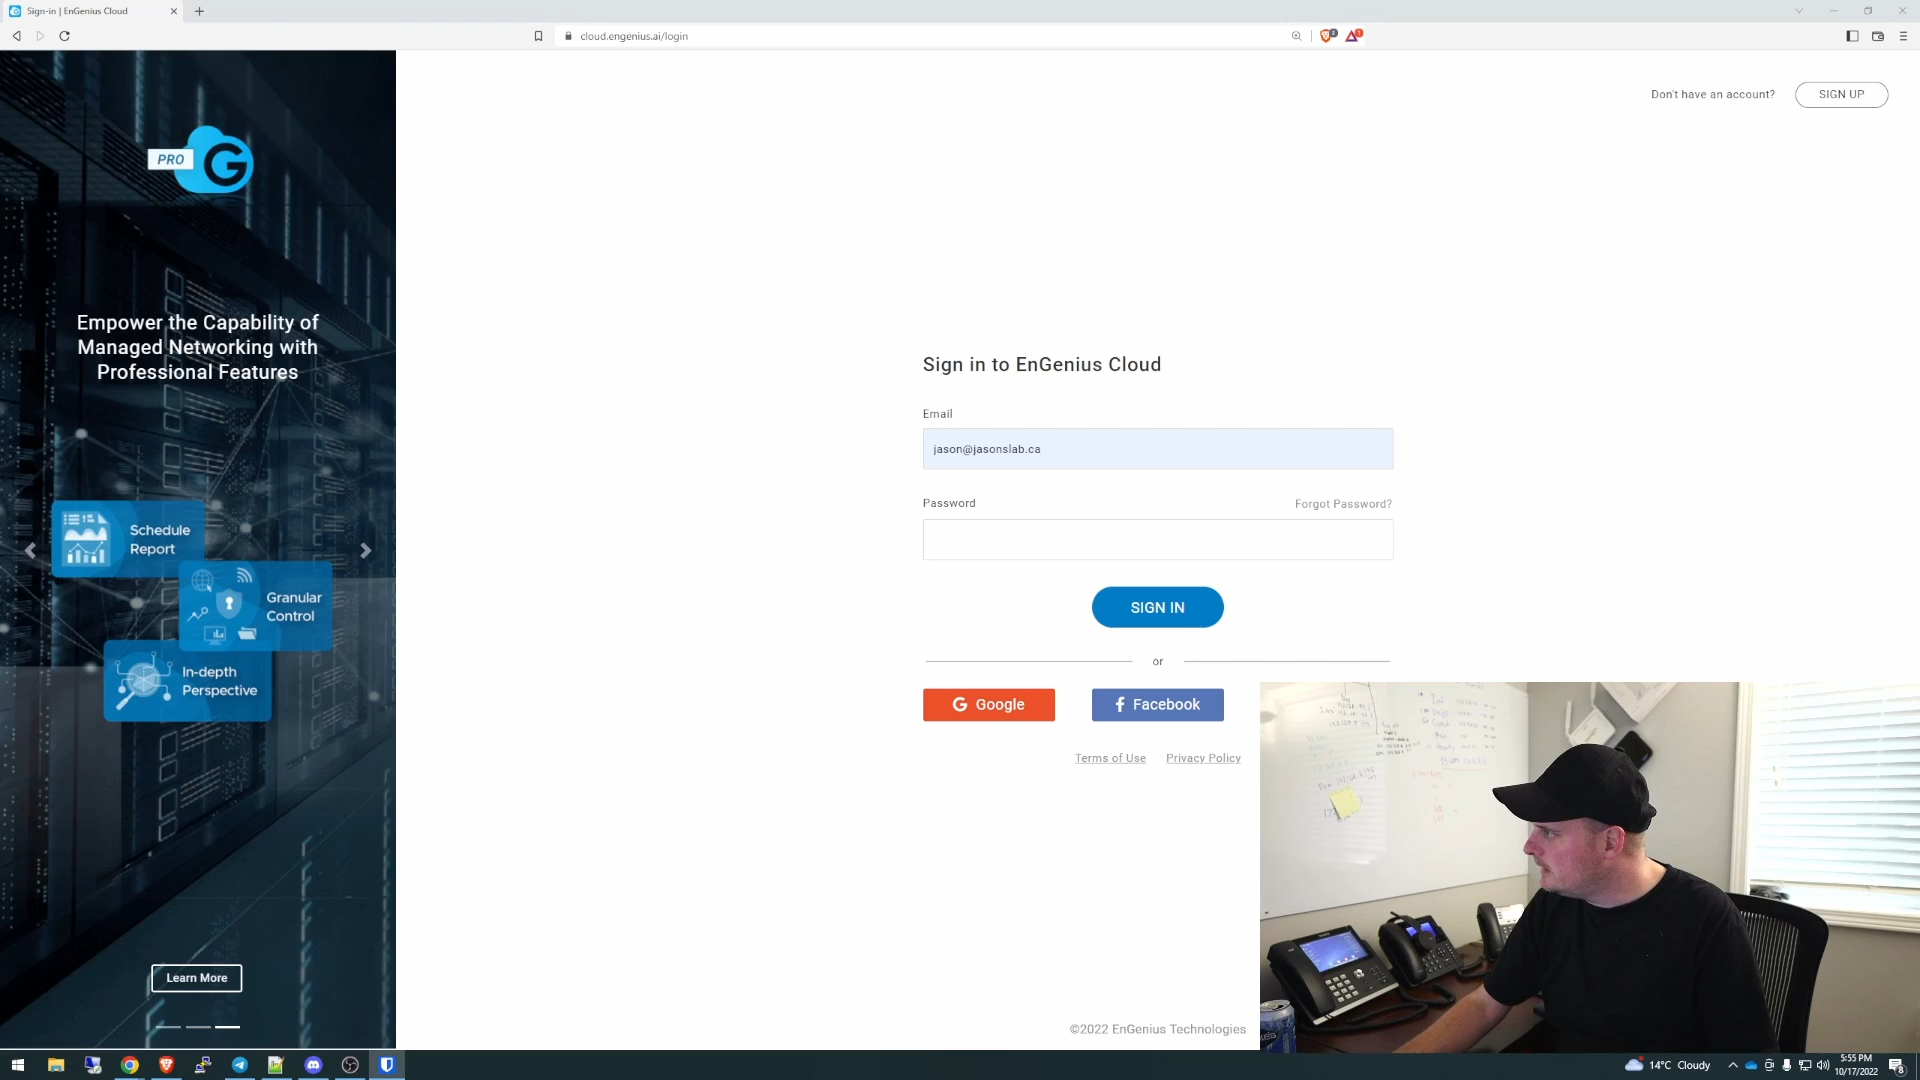 Sign-in | EnGenius Cloud
cloud.engenius.ai/login
Don't have an account?
SIGN UP
PRO
G
Empower the Capability of
Managed Networking with
Professional Features
Schedule
Report
Granular
Control
In-depth
Perspective
Learn More
Sign in to EnGenius Cloud
Email
jason@jasonslab.ca
Password
Forgot Password?
SIGN IN
or
G Google
f Facebook
Terms of Use
Privacy Policy
©2022 EnGenius Technologies
14°C Cloudy
5:55 PM
10/17/2022
8